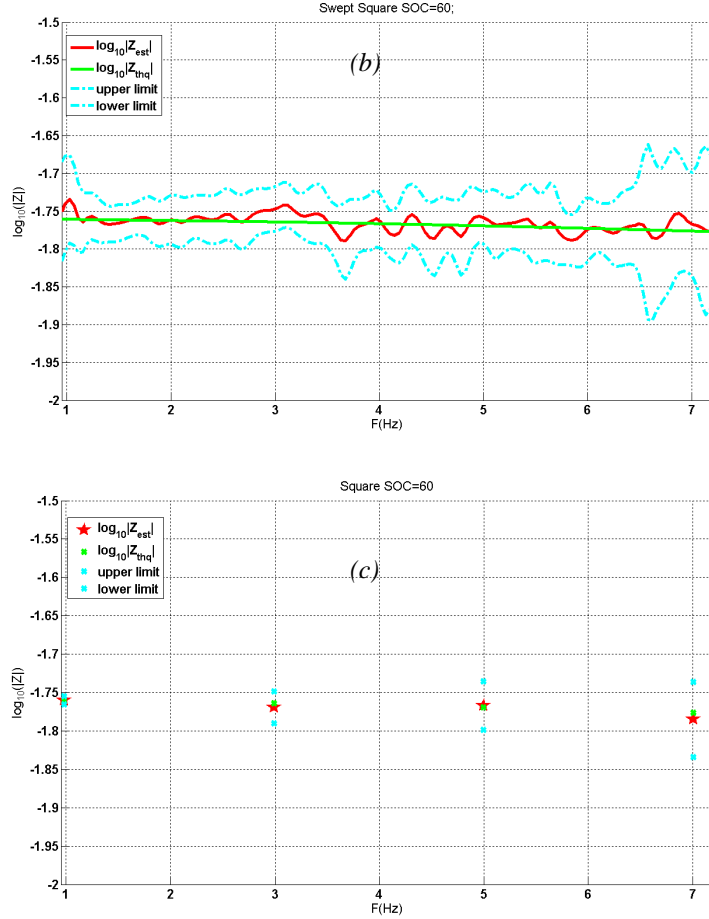 Swept Square SOC=60;
-1.5
-1.55
-1.6
-1.65
-1.7
-1.75
-1.8
-1.85
-1.9
-1.95
-2
log₁₀(|Z|)
log₁₀|Z_est|
log₁₀|Z_thq|
upper limit
lower limit
(b)
1 2 3 4 5 6 7
F(Hz)
Square SOC=60
-1.5
-1.55
-1.6
-1.65
-1.7
-1.75
-1.8
-1.85
-1.9
-1.95
-2
log₁₀(|Z|)
log₁₀|Z_est|
log₁₀|Z_thq|
upper limit
lower limit
(c)
1 2 3 4 5 6 7
F(Hz)